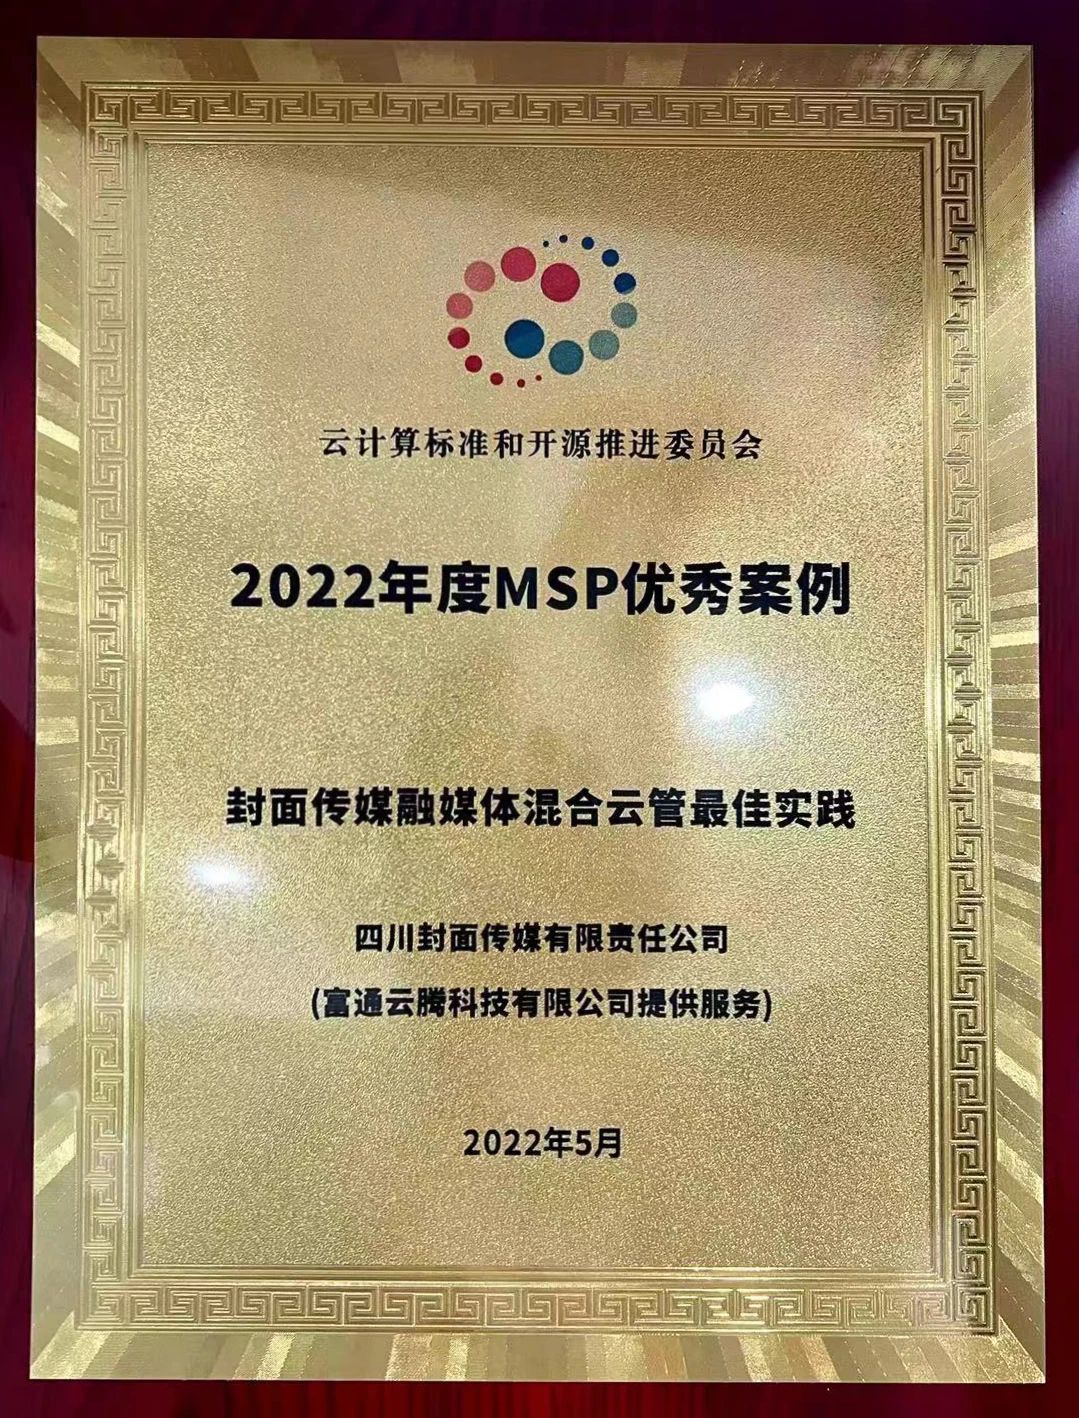 云计算标准和开源推进委员会
2022年度MSP优秀案例
封面传媒融媒体混合云管最佳实践
四川封面传媒有限责任公司
(富通云腾科技有限公司提供服务)
2022年5月